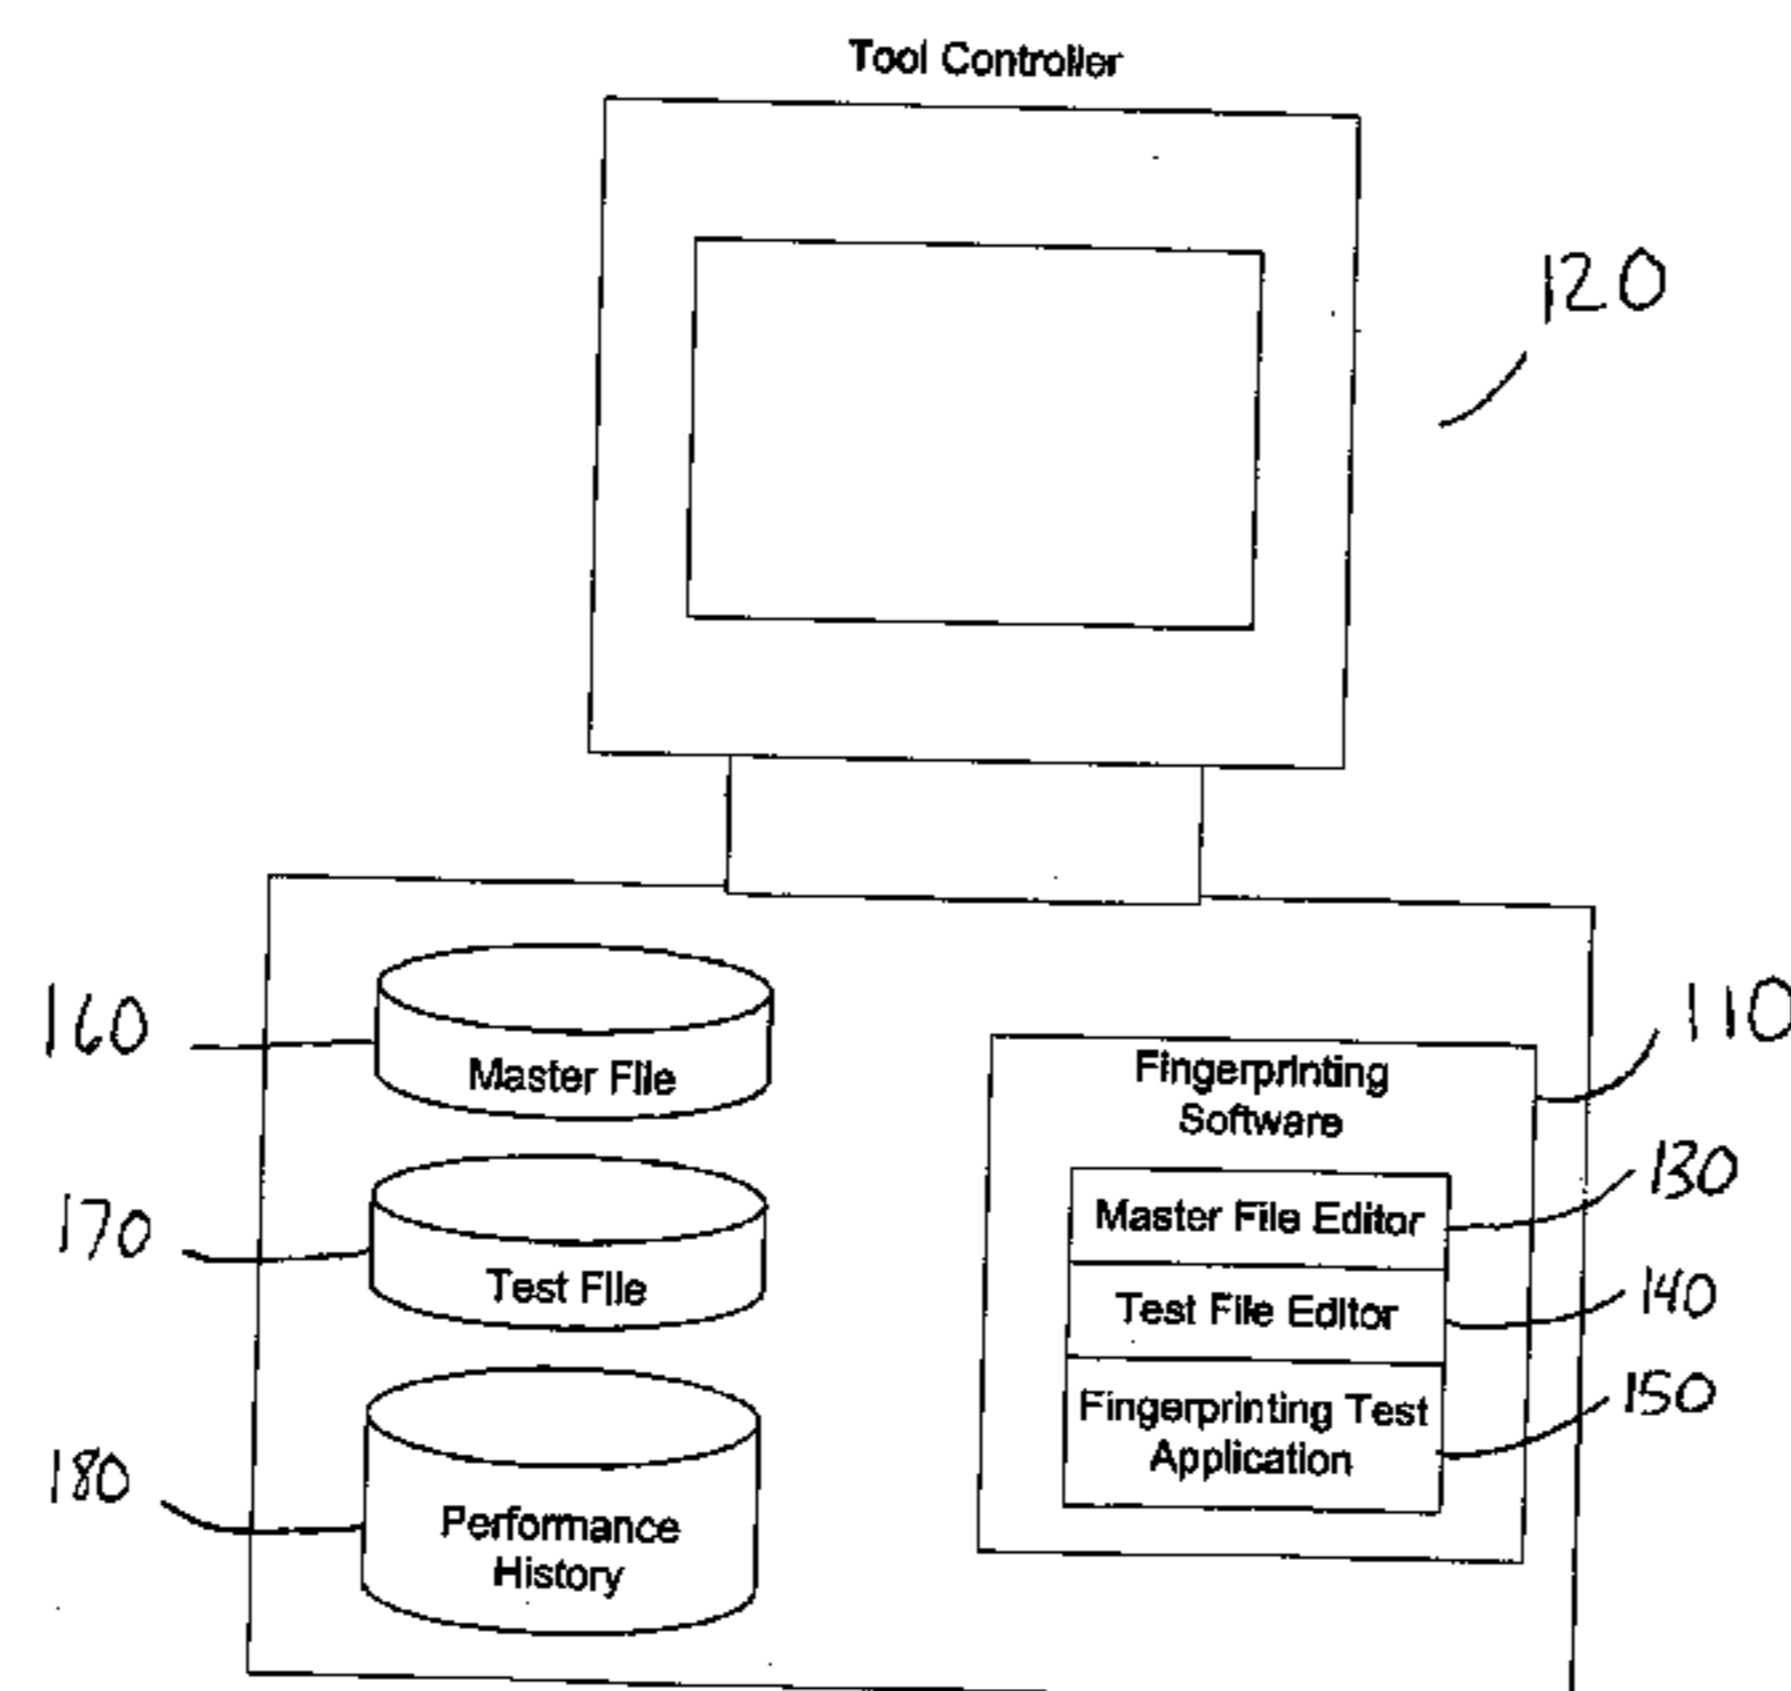 Tool Controller
120
160
Master File
110
Fingerprinting
Software
130
Master File Editor
170
Test File
140
Test File Editor
150
Fingerprinting Test
Application
180
Performance
History